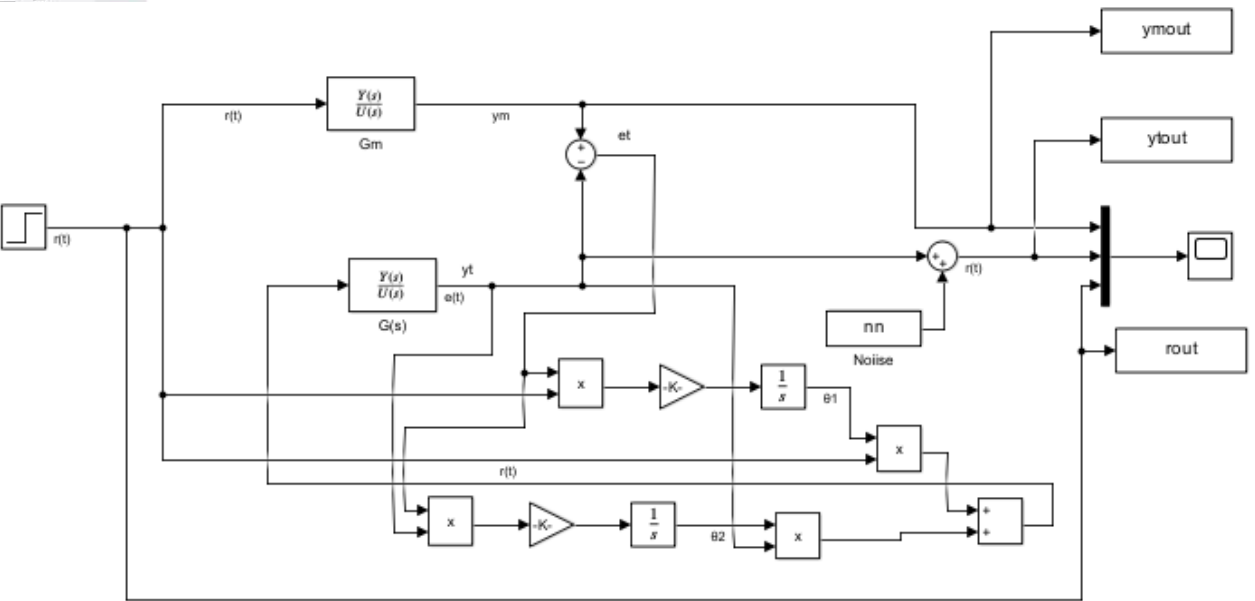 ymout
Y(s)
U(s)
r(t)
ym
Gm
et
+
−
ytout
r(t)
+
+
r(t)
Y(s)
U(s)
yt
e(t)
G(s)
nn
Noiise
rout
x
-K-
1
s
θ1
x
r(t)
x
-K-
1
s
θ2
x
+
+